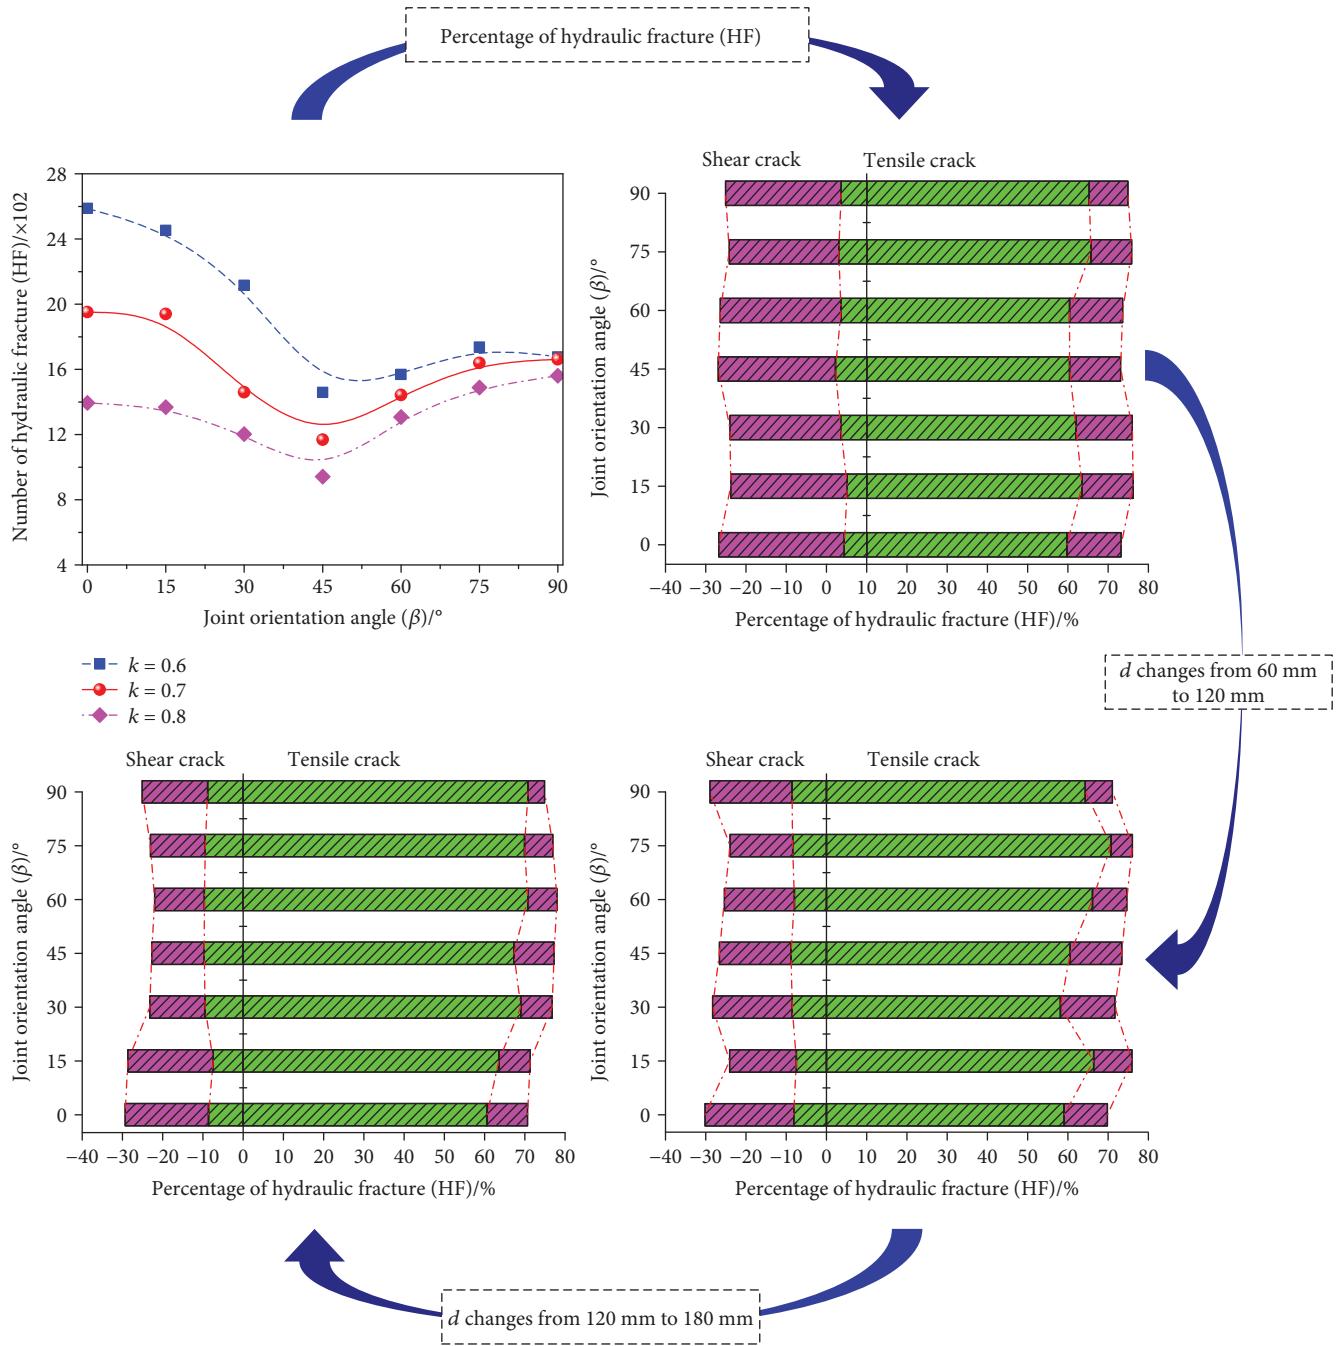 Percentage of hydraulic fracture (HF)
28
24
20
16
12
8
4
0 15 30 45 60 75 90
Number of hydraulic fracture (HF)/×102
Joint orientation angle (β)/°
k = 0.6
k = 0.7
k = 0.8
Shear crack Tensile crack
90
75
60
45
30
15
0
−40 −30 −20 −10 0 10 20 30 40 50 60 70 80
Joint orientation angle (β)/°
Percentage of hydraulic fracture (HF)/%
d changes from 60 mm
to 120 mm
Shear crack Tensile crack
90
75
60
45
30
15
0
−40 −30 −20 −10 0 10 20 30 40 50 60 70 80
Joint orientation angle (β)/°
Percentage of hydraulic fracture (HF)/%
Shear crack Tensile crack
90
75
60
45
30
15
0
−40 −30 −20 −10 0 10 20 30 40 50 60 70 80
Joint orientation angle (β)/°
Percentage of hydraulic fracture (HF)/%
d changes from 120 mm to 180 mm